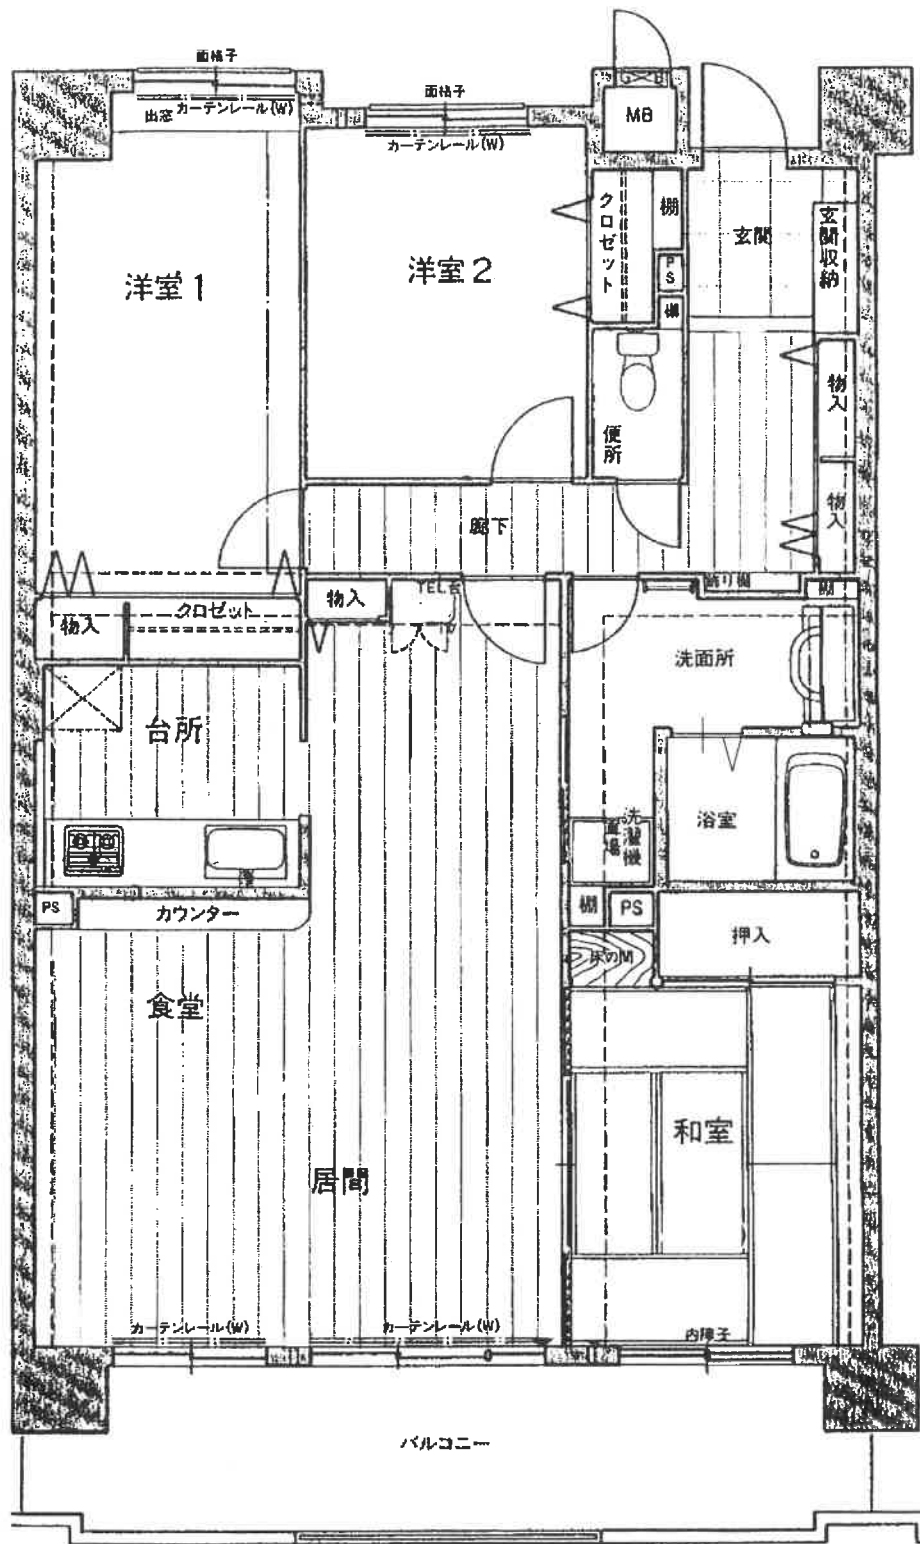 面格子
カーテンレール(W)
出窓
面格子
カーテンレール(W)
MB
洋室1
洋室2
クロゼット
棚
PS
棚
玄関
玄関収納
便所
物入
物入
廊下
飾り棚
棚
物入
クロゼット
物入
TEL台
洗面所
台所
浴室
洗濯機
置場
PS
カウンター
棚
PS
押入
床の間
食堂
和室
居間
カーテンレール(W)
カーテンレール(W)
内障子
バルコニー